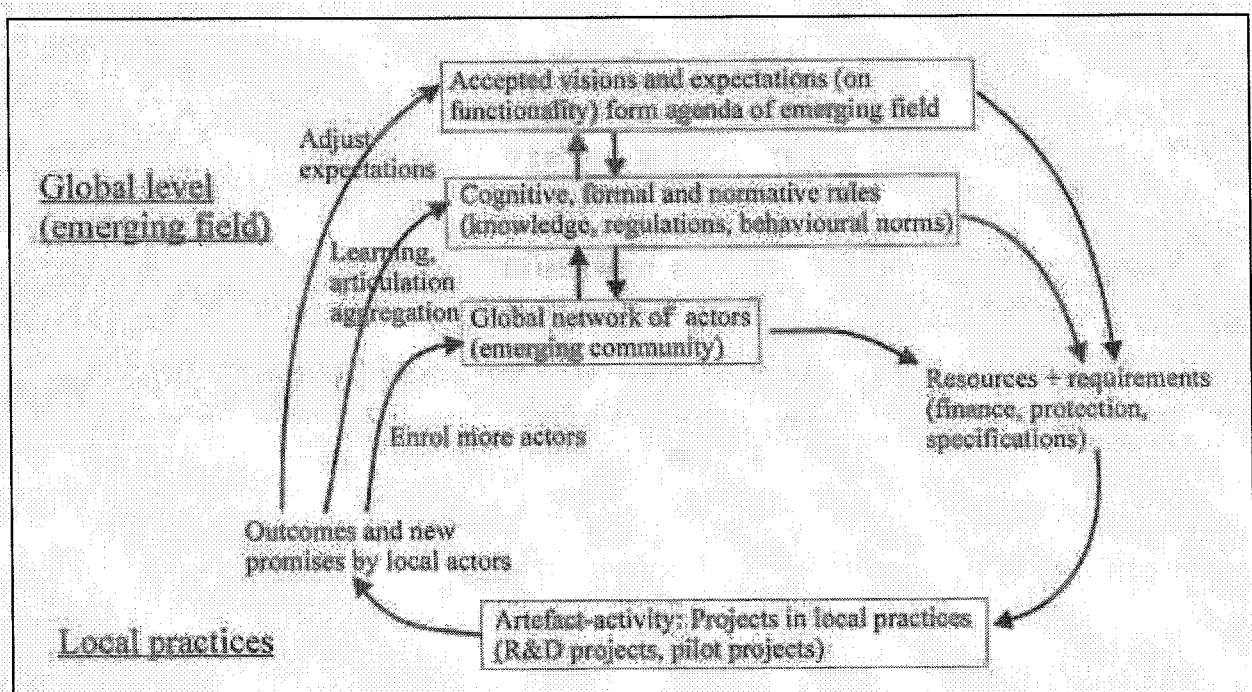 Accepted visions and expectations (on
functionality) form agenda of emerging field
Adjust
expectations
Global level
(emerging field)
Cognitive, formal and normative rules
(knowledge, regulations, behavioural norms)
Learning,
articulation
aggregation
Global network of actors
(emerging community)
Resources + requirements
(finance, protection,
specifications)
Enrol more actors
Outcomes and new
promises by local actors
Artefact-activity: Projects in local practices
(R&D projects, pilot projects)
Local practices